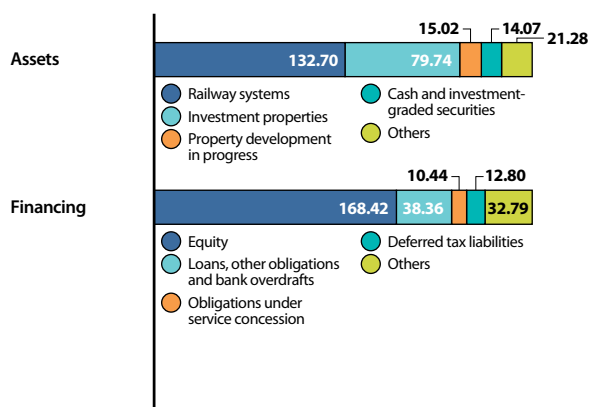 15.02
14.07
21.28
Assets
132.70
79.74
Railway systems
Investment properties
Property development
in progress
Cash and investment-
graded securities
Others
10.44
12.80
Financing
168.42
38.36
32.79
Equity
Loans, other obligations
and bank overdrafts
Obligations under
service concession
Deferred tax liabilities
Others